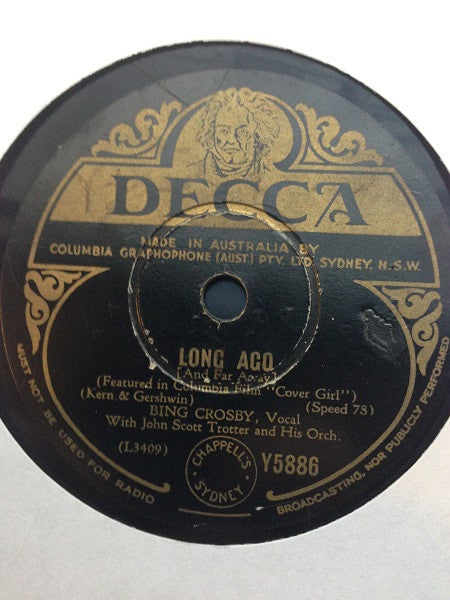 DECCA
MADE IN AUSTRALIA BY
COLUMBIA GRAPHOPHONE (AUST.) PTY. LTD. SYDNEY. N.S.W.
LONG AGO
[And Far Away]
(Featured in Columbia Film "Cover Girl")
(Kern & Gershwin) (Speed 78)
BING CROSBY, Vocal
With John Scott Trotter and His Orch.
(L3409)
CHAPPELL'S
SYDNEY
Y5886
MUST NOT BE USED FOR RADIO
BROADCASTING, NOR PUBLICLY PERFORMED